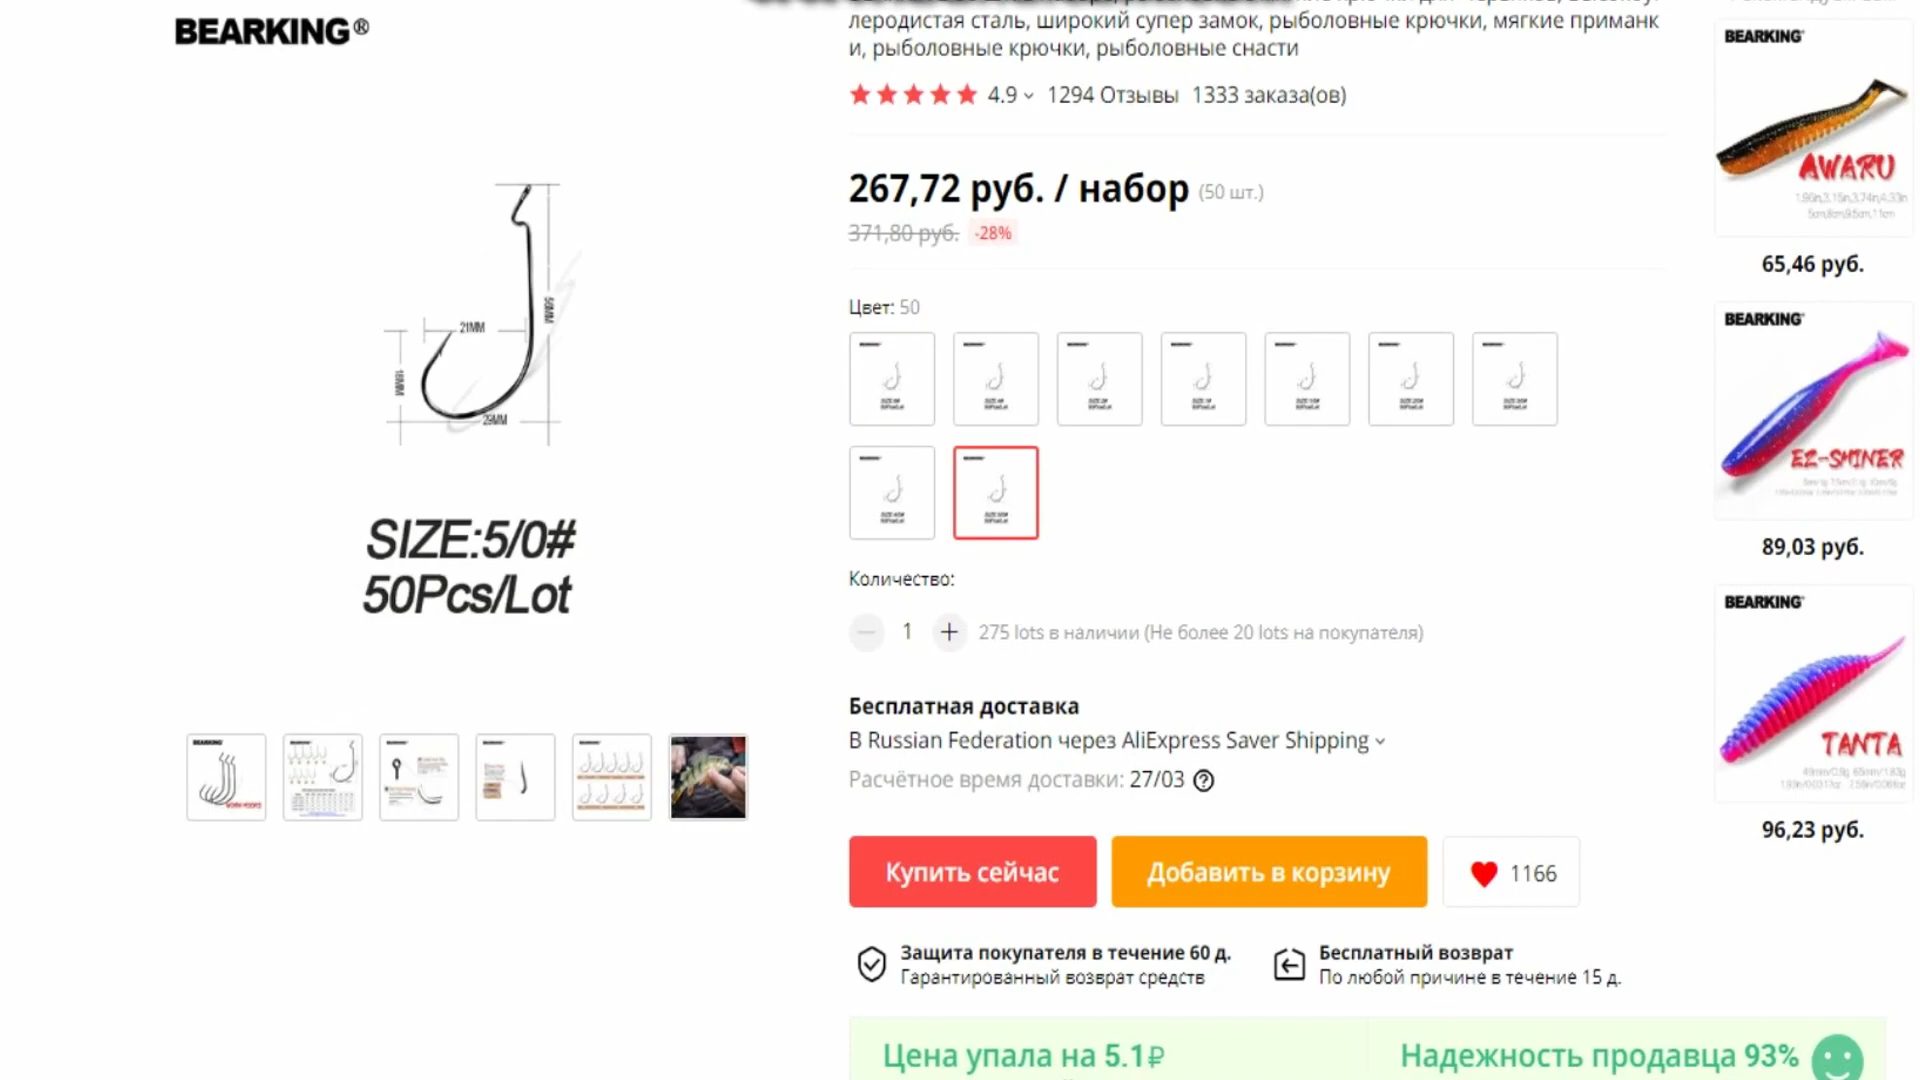 BEARKING®
леродистая сталь, широкий супер замок, рыболовные крючки, мягкие приманк
и, рыболовные крючки, рыболовные снасти
4.9 1294 Отзывы 1333 заказа(ов)
267,72 руб. / набор (50 шт.)
371,80 руб. -28%
Цвет: 50
21MM
56MM
18MM
29MM
SIZE:5/0#
50Pcs/Lot
Количество:
1 + 275 lots в наличии (Не более 20 lots на покупателя)
Бесплатная доставка
В Russian Federation через AliExpress Saver Shipping
Расчётное время доставки: 27/03
Купить сейчас
Добавить в корзину
1166
Защита покупателя в течение 60 д.
Гарантированный возврат средств
Бесплатный возврат
По любой причине в течение 15 д.
Цена упала на 5.1₽
Надежность продавца 93%
BEARKING
AWARU
65,46 руб.
BEARKING
EZ-SHINER
89,03 руб.
BEARKING
TANTA
96,23 руб.